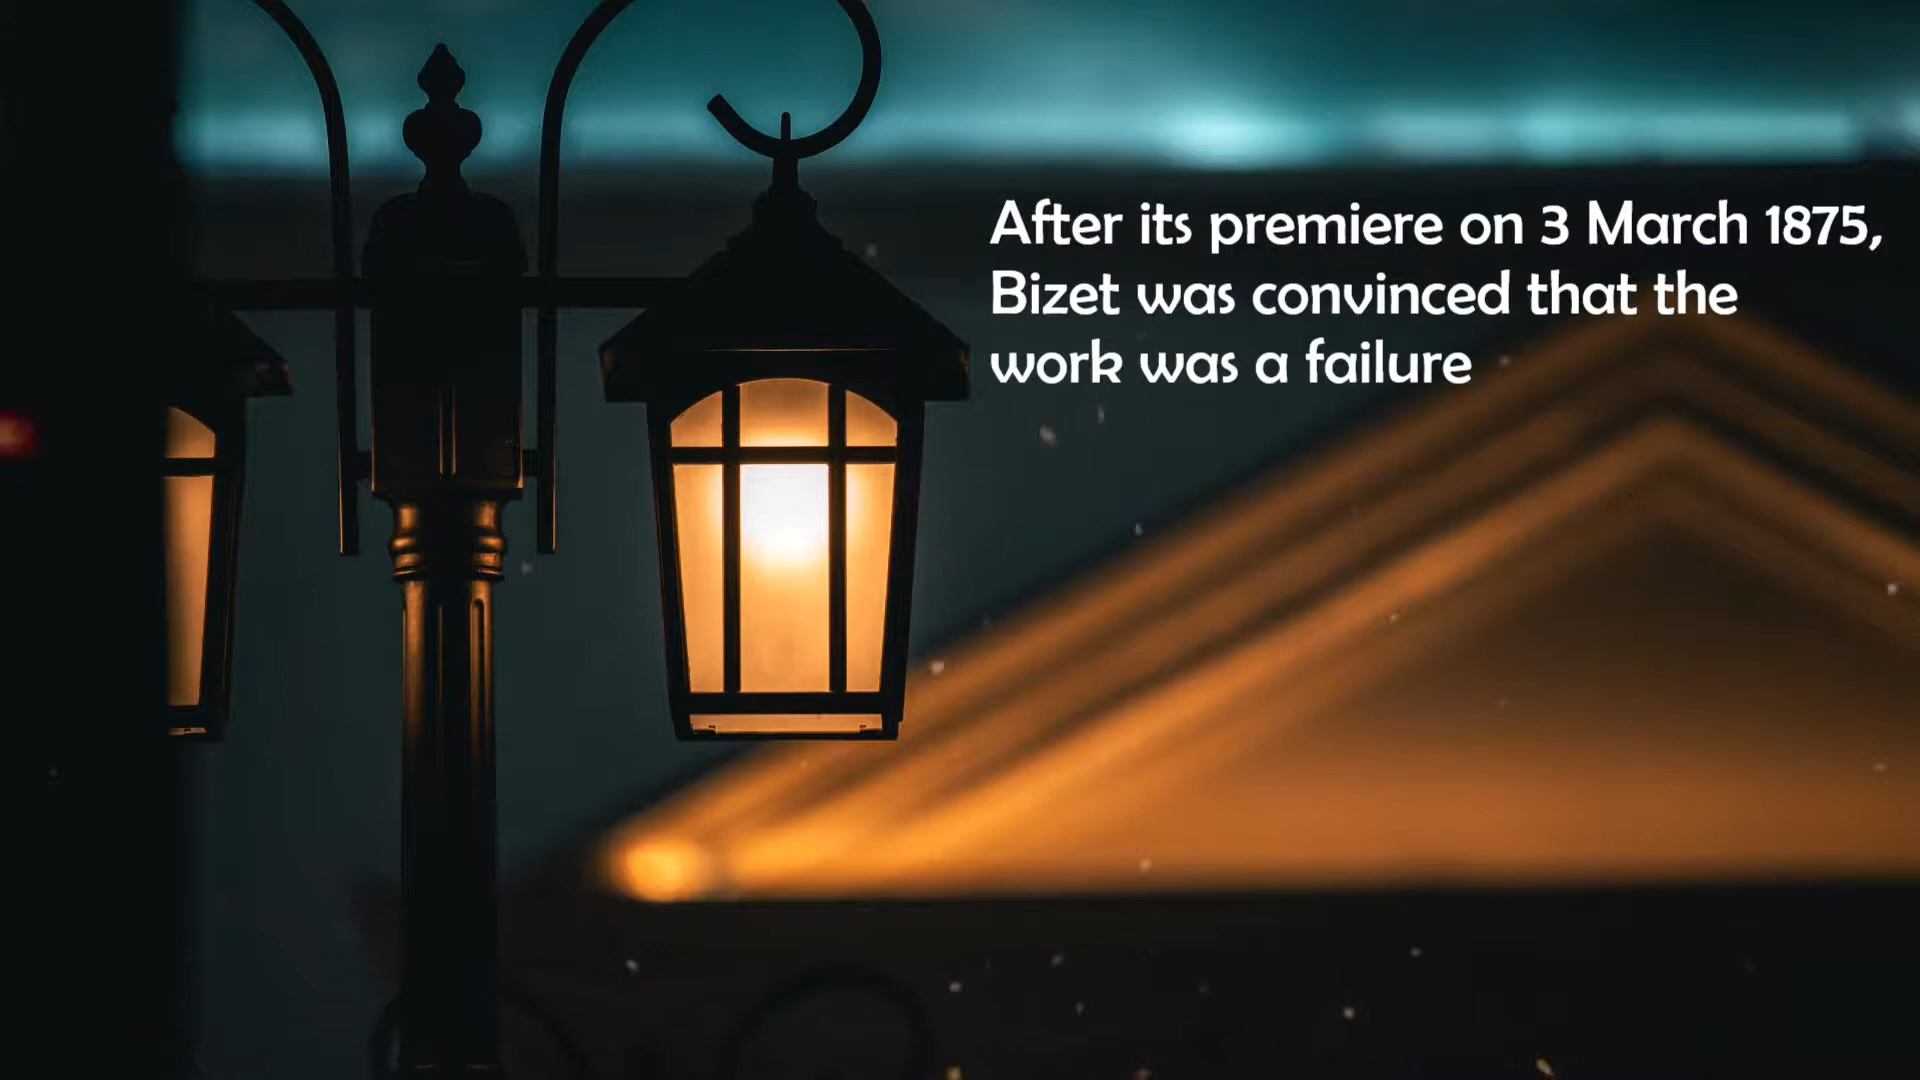 After its premiere on 3 March 1875,
Bizet was convinced that the
work was a failure